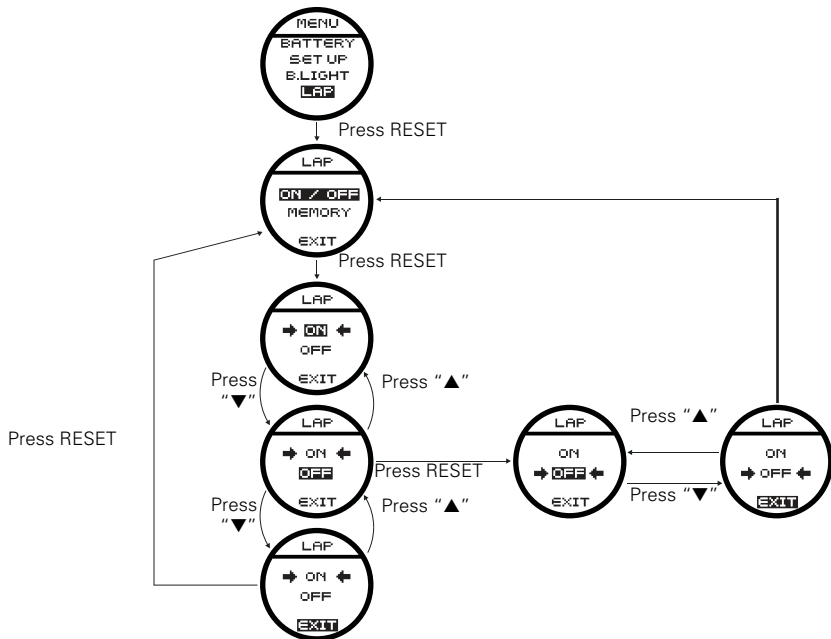 MENU
BATTERY
SET UP
B.LIGHT
LAP
Press RESET
LAP
ON / OFF
MEMORY
EXIT
Press RESET
LAP
➔ ON ←
OFF
EXIT
Press
“▼”
Press “▲”
LAP
➔ ON ←
OFF
EXIT
Press RESET
Press RESET
LAP
ON
➔ OFF ←
EXIT
Press “▲”
Press “▼”
LAP
ON
➔ OFF ←
EXIT
Press
“▼”
Press “▲”
LAP
➔ ON ←
OFF
EXIT